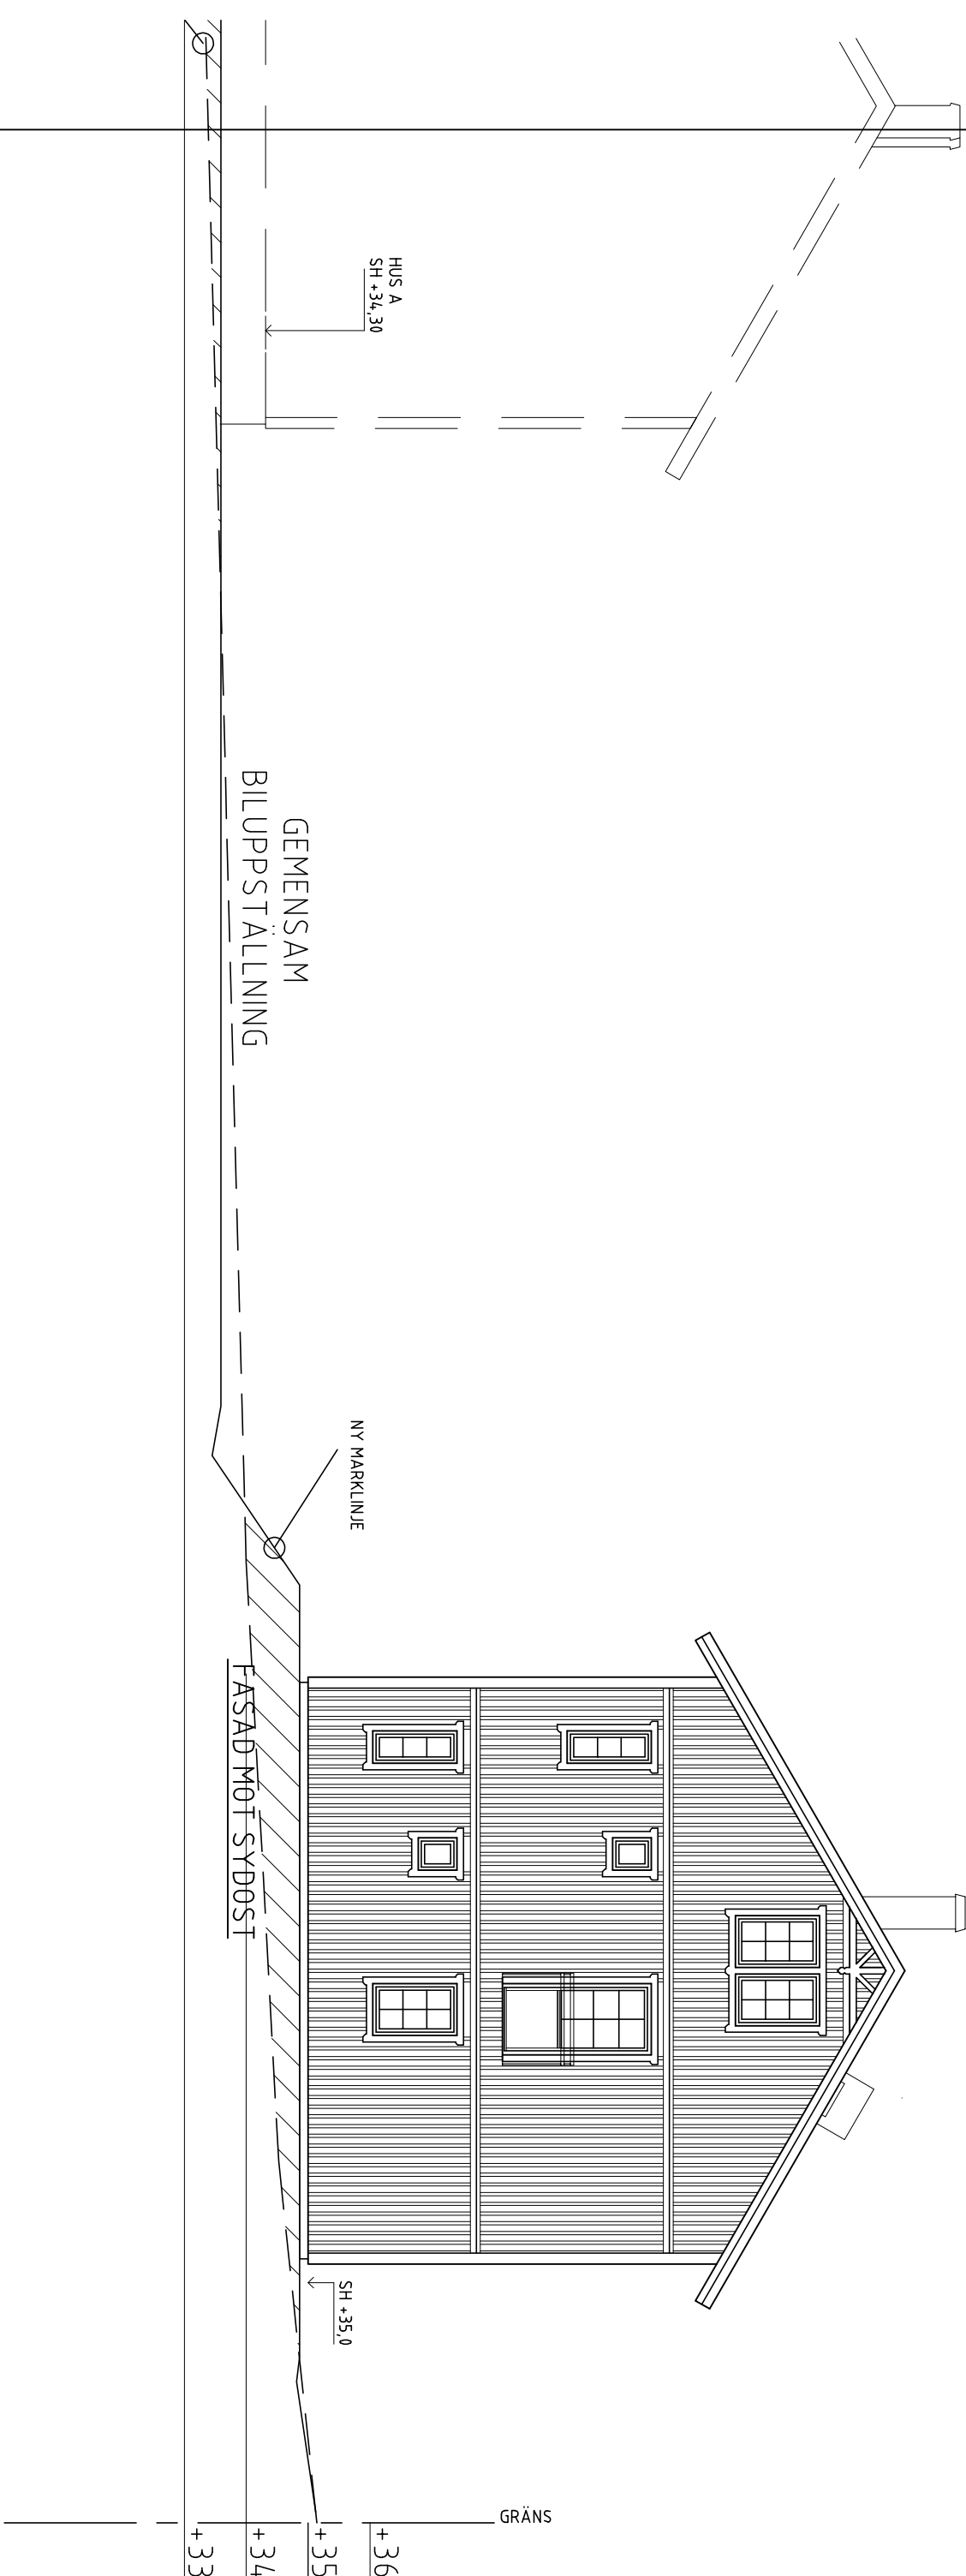 HUS A
SH +34,30
GEMENSAM
BILUPPSTÄLLNING
NY MARKLINJE
FASAD MOT SYDOST
SH +35,0
GRÄNS
+36
+35
+34
+33